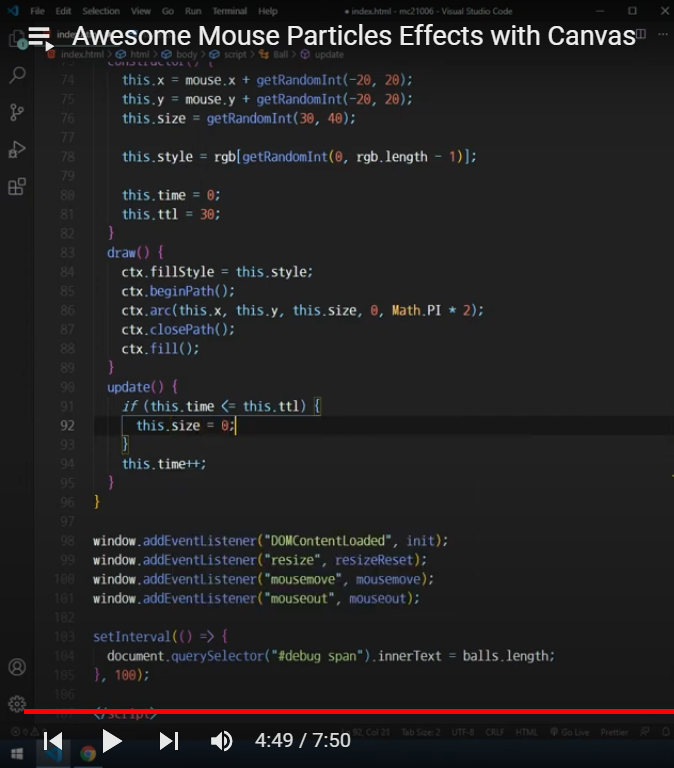 File Edit Selection View Go Run Terminal Help
• index.html - mc21006 - Visual Studio Code
Awesome Mouse Particles Effects with Canvas
index.html > html > body > script > Ball > update
73 constructor() {
74 this.x = mouse.x + getRandomInt(-20, 20);
75 this.y = mouse.y + getRandomInt(-20, 20);
76 this.size = getRandomInt(30, 40);
77
78 this.style = rgb[getRandomInt(0, rgb.length - 1)];
79
80 this.time = 0;
81 this.ttl = 30;
82 }
83 draw() {
84 ctx.fillStyle = this.style;
85 ctx.beginPath();
86 ctx.arc(this.x, this.y, this.size, 0, Math.PI * 2);
87 ctx.closePath();
88 ctx.fill();
89 }
90 update() {
91 if (this.time <= this.ttl) {
92 this.size = 0;
93 }
94 this.time++;
95 }
96 }
97
98 window.addEventListener("DOMContentLoaded", init);
99 window.addEventListener("resize", resizeReset);
100 window.addEventListener("mousemove", mousemove);
101 window.addEventListener("mouseout", mouseout);
102
103 setInterval(() => {
104 document.querySelector("#debug span").innerText = balls.length;
105 }, 100);
106
107 </script>
92, Col 31 Tab Size: 2 UTF-8 CRLF HTML Go Live Prettier
4:49 / 7:50